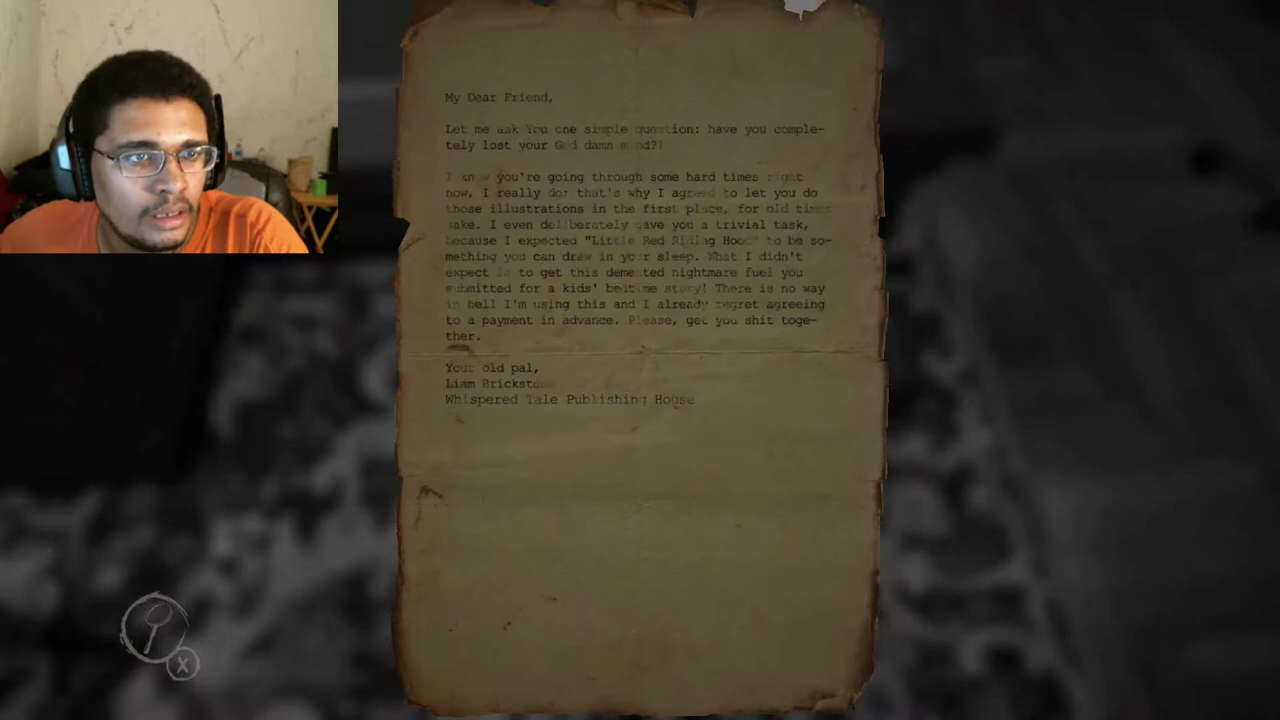 My Dear Friend,
Let me ask You one simple question: have you comple-
tely lost your God damn mind?!
I know you're going through some hard times right
now, I really do: that's why I agreed to let you do
those illustrations in the first place, for old times
sake. I even deliberately gave you a trivial task,
because I expected "Little Red Riding Hood" to be so-
mething you can draw in your sleep. What I didn't
expect is to get this demented nightmare fuel you
submitted for a kids' bedtime story! There is no way
in hell I'm using this and I already regret agreeing
to a payment in advance. Please, get you shit toge-
ther.
Your old pal,
Liam
Whispered Tale Publishing House
X